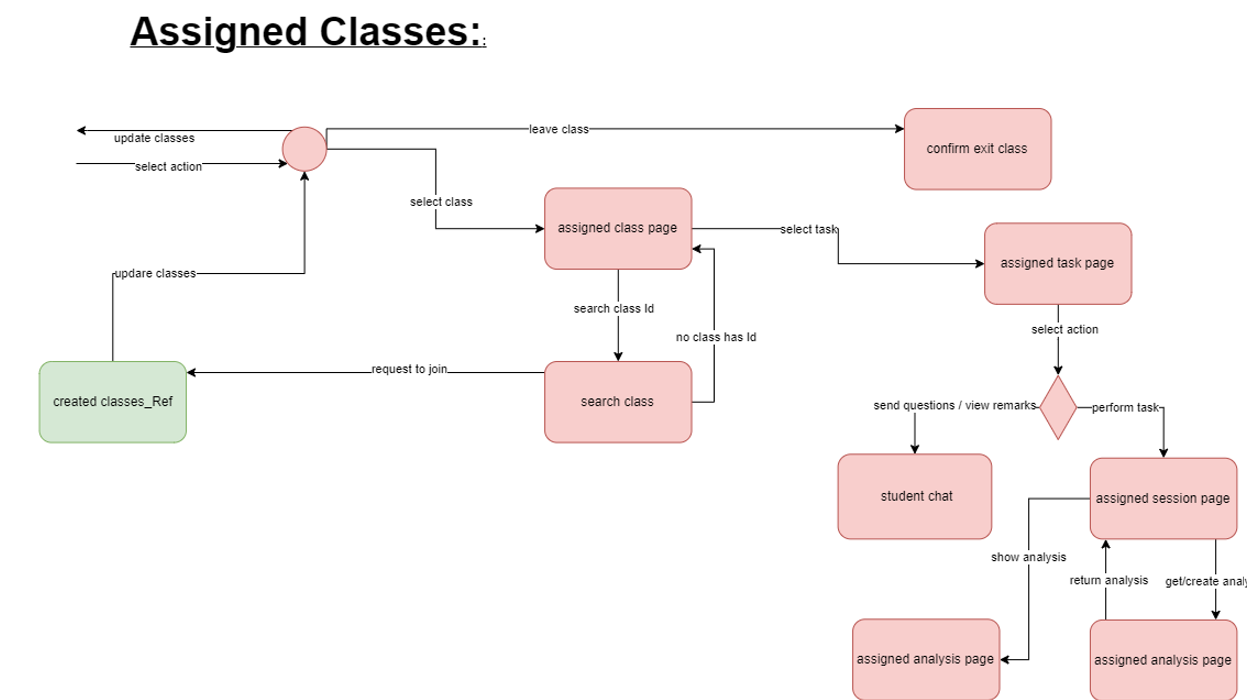 Assigned Classes::
update classes
leave class
select action
confirm exit class
select class
assigned class page
select task
assigned task page
updare classes
search class Id
no class has Id
select action
request to join
created classes_Ref
search class
send questions / view remarks
perform task
student chat
assigned session page
show analysis
return analysis
get/create analy
assigned analysis page
assigned analysis page